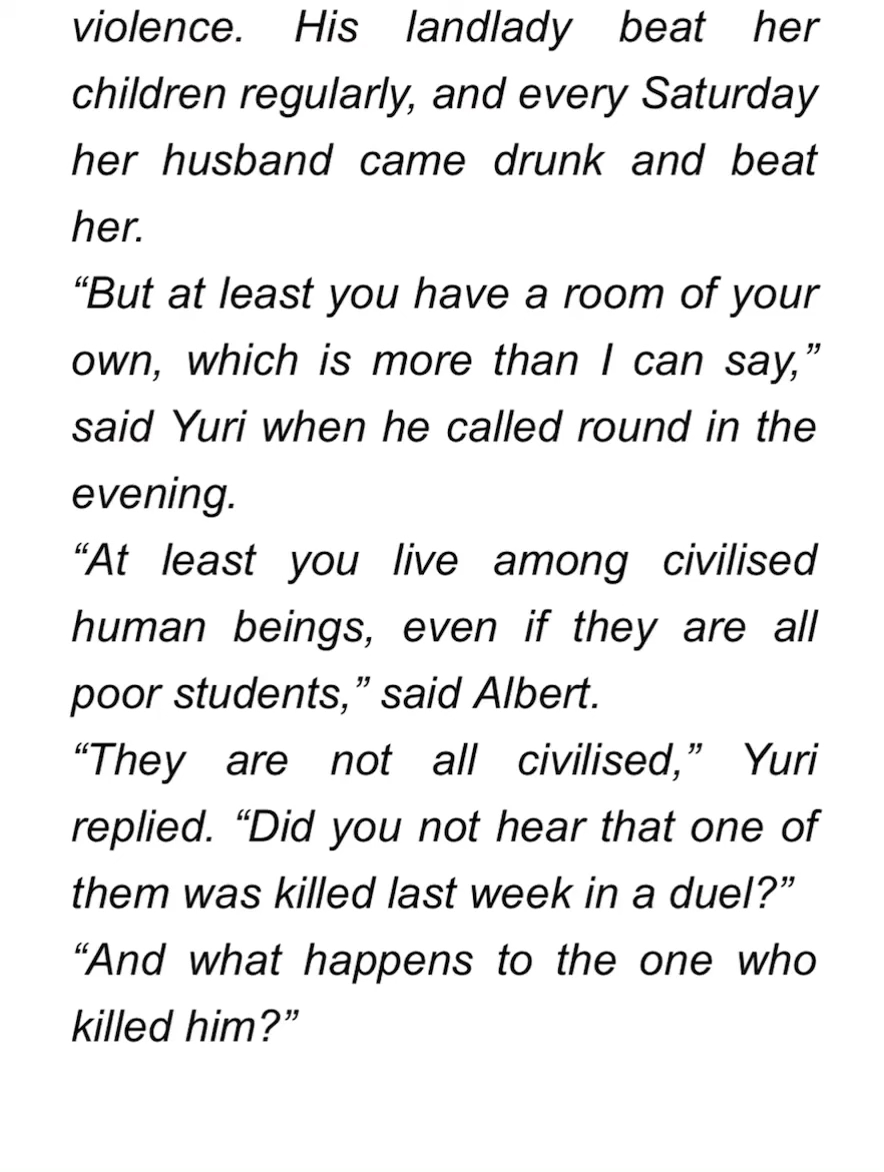 violence. His landlady beat her
children regularly, and every Saturday
her husband came drunk and beat
her.
“But at least you have a room of your
own, which is more than I can say,”
said Yuri when he called round in the
evening.
“At least you live among civilised
human beings, even if they are all
poor students,” said Albert.
“They are not all civilised,” Yuri
replied. “Did you not hear that one of
them was killed last week in a duel?”
“And what happens to the one who
killed him?”